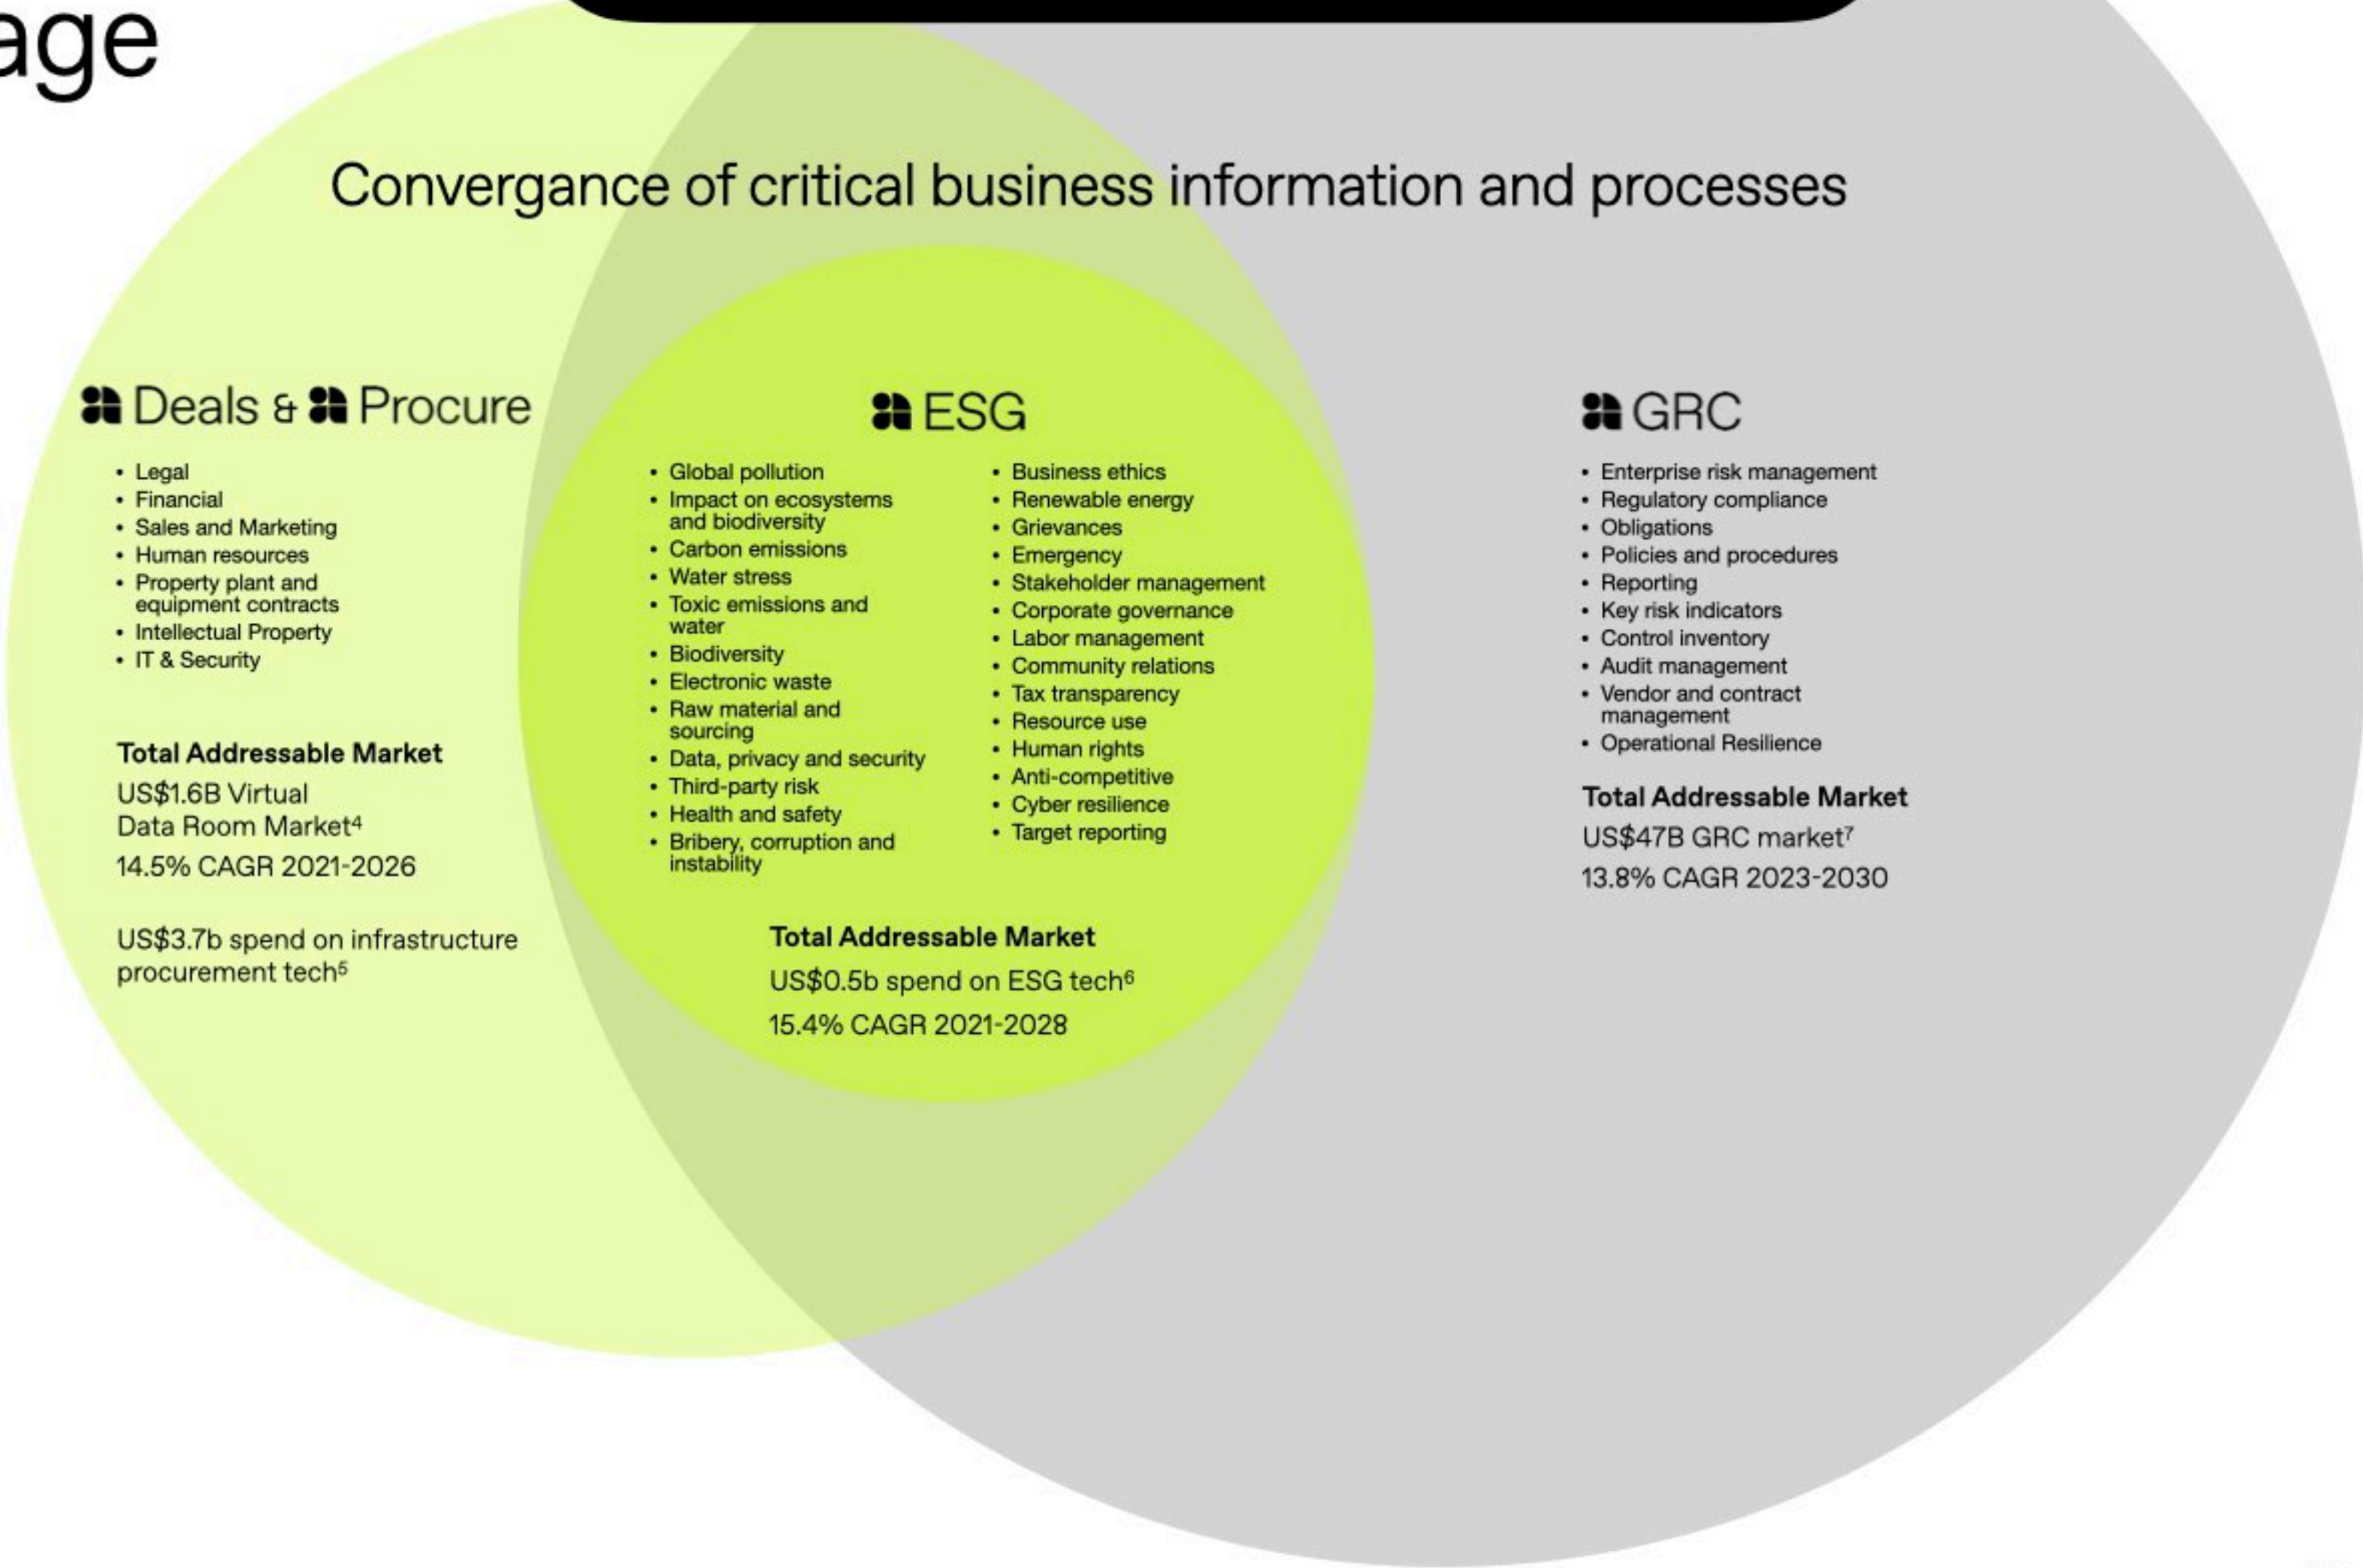 age
Convergance of critical business information and processes
Deals & Procure
• Legal
• Financial
• Sales and Marketing
• Human resources
• Property plant and
equipment contracts
• Intellectual Property
• IT & Security
Total Addressable Market
US$1.6B Virtual
Data Room Market⁴
14.5% CAGR 2021-2026
US$3.7b spend on infrastructure
procurement tech⁵
ESG
• Global pollution
• Impact on ecosystems
and biodiversity
• Carbon emissions
• Water stress
• Toxic emissions and
water
• Biodiversity
• Electronic waste
• Raw material and
sourcing
• Data, privacy and security
• Third-party risk
• Health and safety
• Bribery, corruption and
instability
• Business ethics
• Renewable energy
• Grievances
• Emergency
• Stakeholder management
• Corporate governance
• Labor management
• Community relations
• Tax transparency
• Resource use
• Human rights
• Anti-competitive
• Cyber resilience
• Target reporting
Total Addressable Market
US$0.5b spend on ESG tech⁶
15.4% CAGR 2021-2028
GRC
• Enterprise risk management
• Regulatory compliance
• Obligations
• Policies and procedures
• Reporting
• Key risk indicators
• Control inventory
• Audit management
• Vendor and contract
management
• Operational Resilience
Total Addressable Market
US$47B GRC market⁷
13.8% CAGR 2023-2030